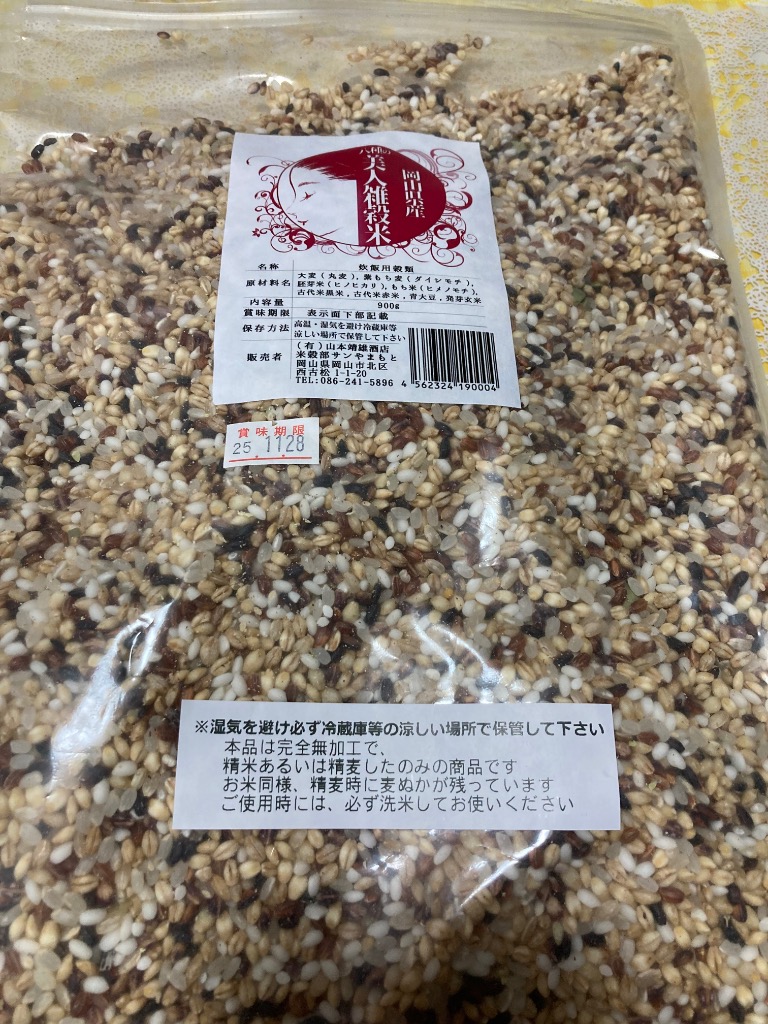 岡山県産
八種の
美人雑穀米
名称 炊飯用穀類
原材料名 大麦(丸麦),紫もち麦(ダイシモチ),
胚芽米(ヒノヒカリ),もち米(ヒメノモチ),
古代米黒米,古代米赤米,青大豆,発芽玄米
内容量 900g
賞味期限 表示面下部記載
保存方法 高温・湿気を避け冷蔵庫等
涼しい場所で保管して下さい
販売者 (有)山本靖雄酒店
米穀部サンやまもと
岡山県岡山市北区
西古松1-1-20
TEL:086-241-5896
4 562324 190004
賞味期限
25.1128
※湿気を避け必ず冷蔵庫等の涼しい場所で保管して下さい
本品は完全無加工で、
精米あるいは精麦したのみの商品です
お米同様、精麦時に麦ぬかが残っています
ご使用時には、必ず洗米してお使いください